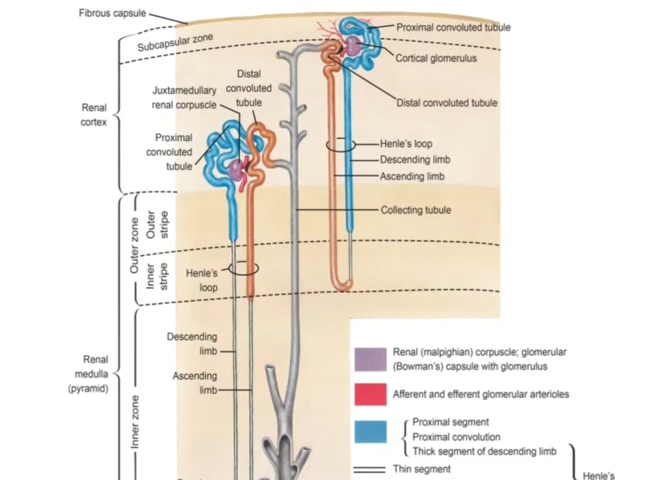 Fibrous capsule
Subcapsular zone
Proximal convoluted tubule
Cortical glomerulus
Distal
convoluted
tubule
Juxtamedullary
renal corpuscle
Distal convoluted tubule
Renal
cortex
Proximal
convoluted
tubule
Henle's loop
Descending limb
Ascending limb
Collecting tubule
Outer zone
Outer
stripe
Inner
stripe
Henle's
loop
Descending
limb
Ascending
limb
Renal
medulla
(pyramid)
Inner zone
Renal (malpighian) corpuscle; glomerular
(Bowman's) capsule with glomerulus
Afferent and efferent glomerular arterioles
Proximal segment
Proximal convolution
Thick segment of descending limb
Thin segment
Henle's